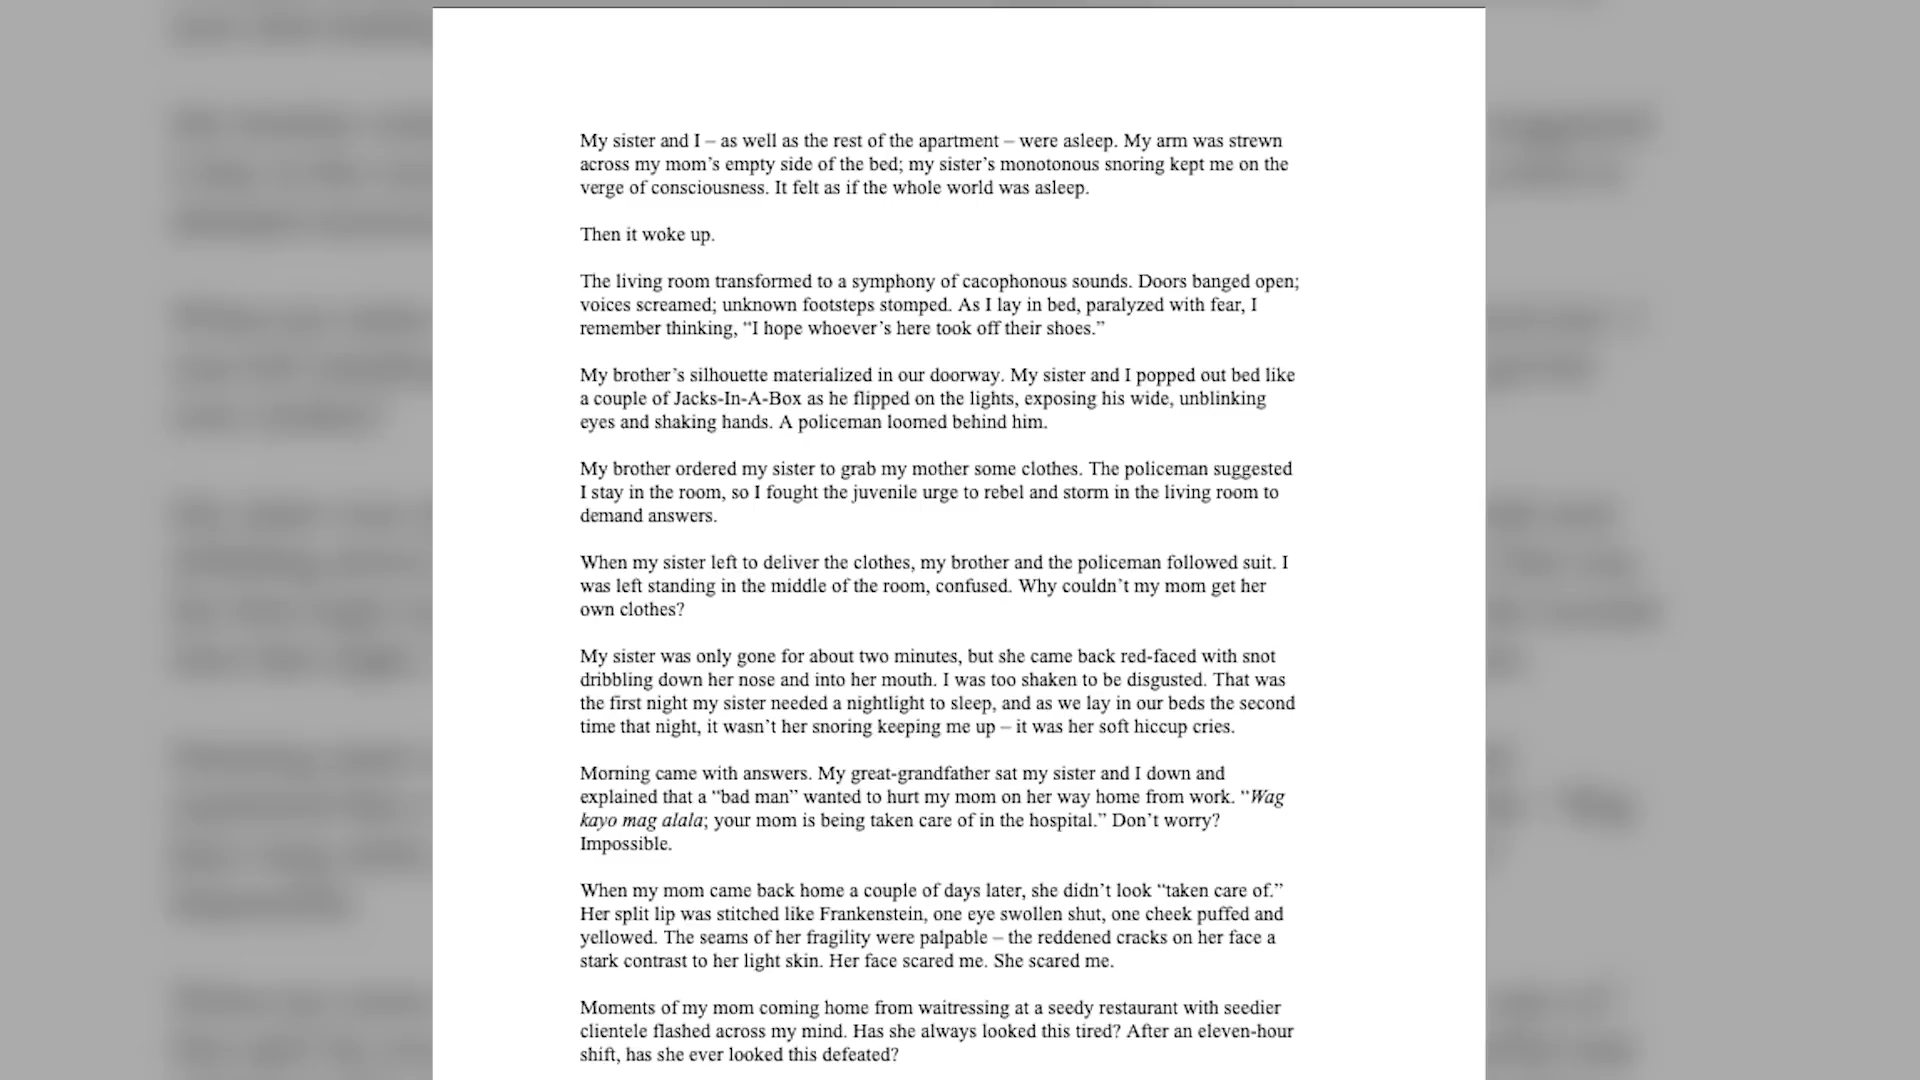 My sister and I – as well as the rest of the apartment – were asleep. My arm was strewn
across my mom’s empty side of the bed; my sister’s monotonous snoring kept me on the
verge of consciousness. It felt as if the whole world was asleep.
Then it woke up.
The living room transformed to a symphony of cacophonous sounds. Doors banged open;
voices screamed; unknown footsteps stomped. As I lay in bed, paralyzed with fear, I
remember thinking, “I hope whoever’s here took off their shoes.”
My brother’s silhouette materialized in our doorway. My sister and I popped out bed like
a couple of Jacks-In-A-Box as he flipped on the lights, exposing his wide, unblinking
eyes and shaking hands. A policeman loomed behind him.
My brother ordered my sister to grab my mother some clothes. The policeman suggested
I stay in the room, so I fought the juvenile urge to rebel and storm in the living room to
demand answers.
When my sister left to deliver the clothes, my brother and the policeman followed suit. I
was left standing in the middle of the room, confused. Why couldn’t my mom get her
own clothes?
My sister was only gone for about two minutes, but she came back red-faced with snot
dribbling down her nose and into her mouth. I was too shaken to be disgusted. That was
the first night my sister needed a nightlight to sleep, and as we lay in our beds the second
time that night, it wasn’t her snoring keeping me up – it was her soft hiccup cries.
Morning came with answers. My great-grandfather sat my sister and I down and
explained that a “bad man” wanted to hurt my mom on her way home from work. “Wag
kayo mag alala; your mom is being taken care of in the hospital.” Don’t worry?
Impossible.
When my mom came back home a couple of days later, she didn’t look “taken care of.”
Her split lip was stitched like Frankenstein, one eye swollen shut, one cheek puffed and
yellowed. The seams of her fragility were palpable – the reddened cracks on her face a
stark contrast to her light skin. Her face scared me. She scared me.
Moments of my mom coming home from waitressing at a seedy restaurant with seedier
clientele flashed across my mind. Has she always looked this tired? After an eleven-hour
shift, has she ever looked this defeated?